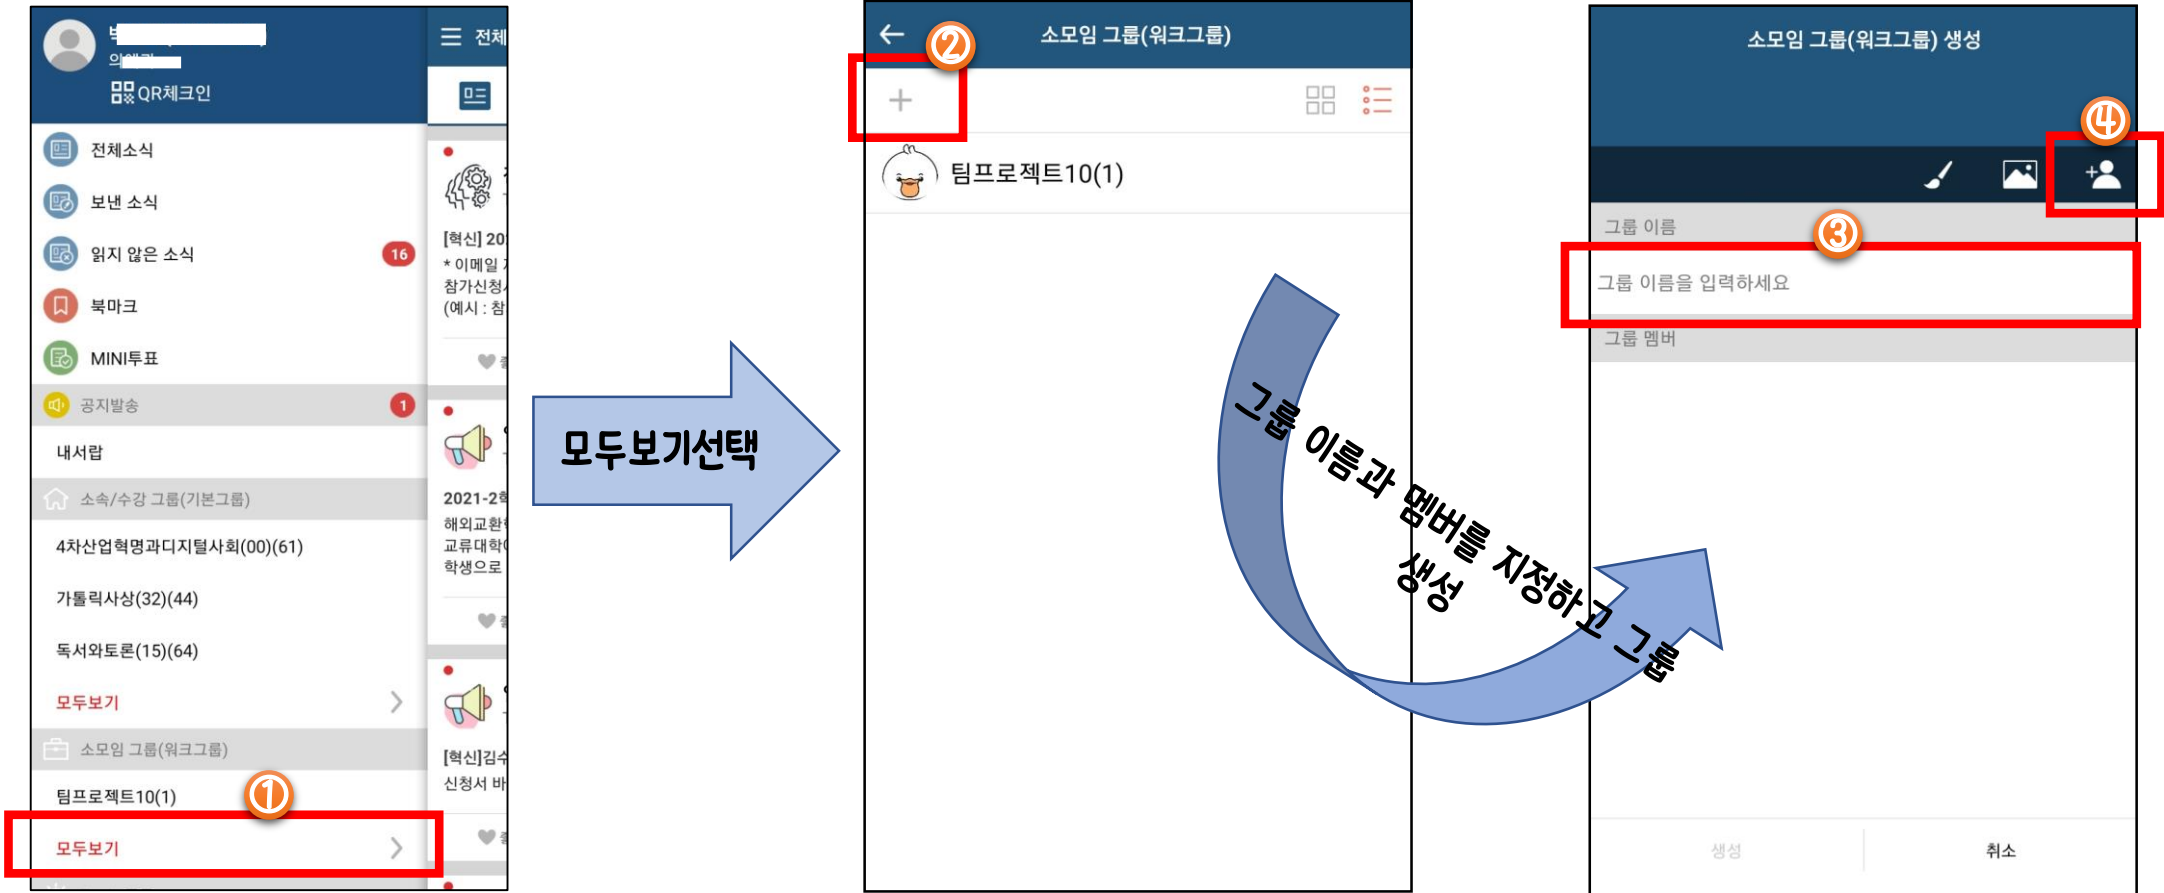 QR체크인
전체소식
보낸 소식
읽지 않은 소식
16
북마크
MINI투표
공지발송
1
내서랍
소속/수강 그룹(기본그룹)
4차산업혁명과디지털사회(00)(61)
가톨릭사상(32)(44)
독서와토론(15)(64)
모두보기
소모임 그룹(워크그룹)
팀프로젝트10(1)
①
모두보기
전체
[혁신] 20
* 이메일
참가신청
(예시 : 참
2021-2학
해외교환
교류대학
학생으로
[혁신]김수
신청서 바
모두보기선택
②
소모임 그룹(워크그룹)
팀프로젝트10(1)
그룹 이름과 멤버를 지정하고 그룹
생성
소모임 그룹(워크그룹) 생성
④
그룹 이름
③
그룹 이름을 입력하세요
그룹 멤버
생성
취소